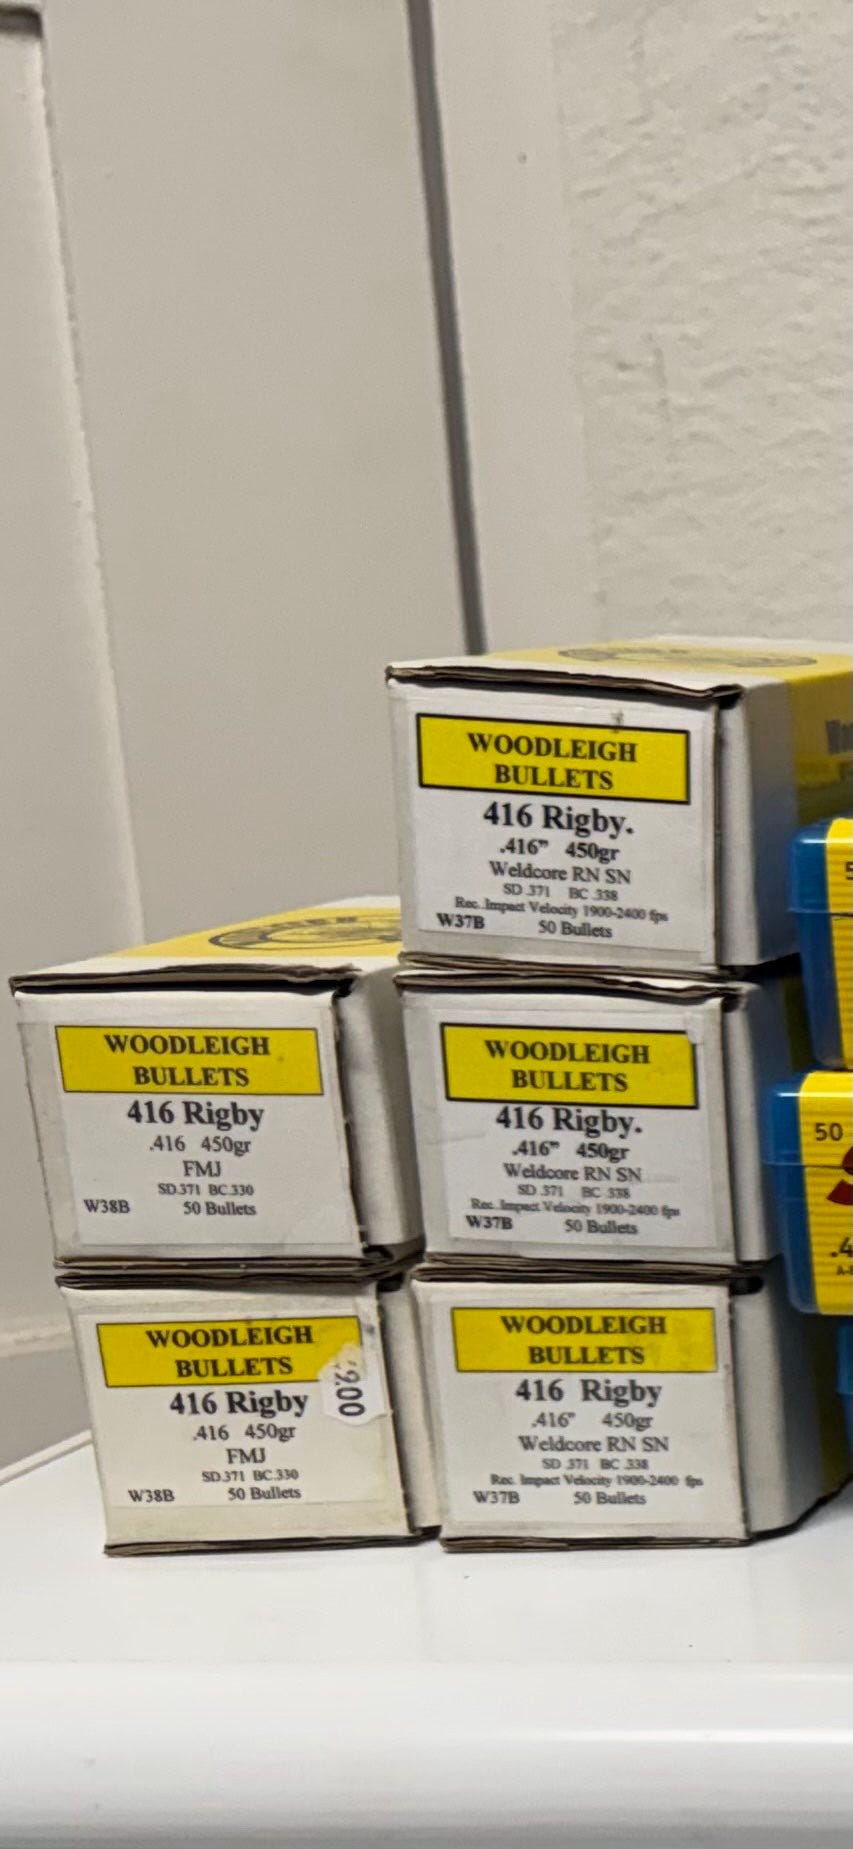 WOODLEIGH
BULLETS
416 Rigby.
.416" 450gr
Weldcore RN SN
SD .371 BC .338
Rec. Impact Velocity 1900-2400 fps
W37B 50 Bullets
WOODLEIGH
BULLETS
416 Rigby
.416 450gr
FMJ
SD.371 BC.330
W38B 50 Bullets
WOODLEIGH
BULLETS
416 Rigby.
.416" 450gr
Weldcore RN SN
SD .371 BC .338
Rec. Impact Velocity 1900-2400 fps
W37B 50 Bullets
WOODLEIGH
BULLETS
416 Rigby
.416 450gr
FMJ
SD.371 BC.330
W38B 50 Bullets
9.00
WOODLEIGH
BULLETS
416 Rigby
.416" 450gr
Weldcore RN SN
SD .371 BC .338
Rec. Impact Velocity 1900-2400 fps
W37B 50 Bullets
5
50
S
.4